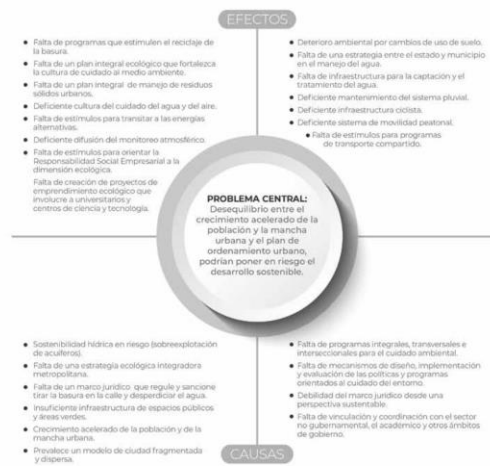 EFECTOS
Falta de programas que estimulen el reciclaje de
la basura.
Falta de un plan integral ecológico que fortalezca
la cultura de cuidado al medio ambiente.
Falta de un plan integral de manejo de residuos
sólidos urbanos.
Deficiente cultura del cuidado del agua y del aire.
Falta de estímulos para transitar a las energías
alternativas.
Deficiente difusión del monitoreo atmosférico.
Falta de estímulos para orientar la
Responsabilidad Social Empresarial a la
dimensión ecológica.
Falta de creación de proyectos de
emprendimiento ecológico que
involucre a universitarios y
centros de ciencia y tecnología.
Deterioro ambiental por cambios de uso de suelo.
Falta de una estrategia entre el estado y municipio
en el manejo del agua.
Falta de infraestructura para la captación y el
tratamiento del agua.
Deficiente mantenimiento del sistema pluvial.
Deficiente infraestructura ciclista.
Deficiente sistema de movilidad peatonal.
Falta de estímulos para programas
de transporte compartido.
PROBLEMA CENTRAL:
Desequilibrio entre el
crecimiento acelerado de la
población y la mancha
urbana y el plan de
ordenamiento urbano,
podrían poner en riesgo el
desarrollo sostenible.
Sostenibilidad hídrica en riesgo (sobreexplotación
de acuíferos).
Falta de una estrategia ecológica integradora
metropolitana.
Falta de un marco jurídico que regule y sancione
tirar la basura en la calle y desperdiciar el agua.
Insuficiente infraestructura de espacios públicos
y áreas verdes.
Crecimiento acelerado de la población y de la
mancha urbana.
Prevalece un modelo de ciudad fragmentada
y dispersa.
Falta de programas integrales, transversales e
interseccionales para el cuidado ambiental.
Falta de mecanismos de diseño, implementación
y evaluación de las políticas y programas
orientados al cuidado del entorno.
Debilidad del marco jurídico desde una
perspectiva sustentable.
Falta de vinculación y coordinación con el sector
no gubernamental, el académico y otros ámbitos
de gobierno.
CAUSAS